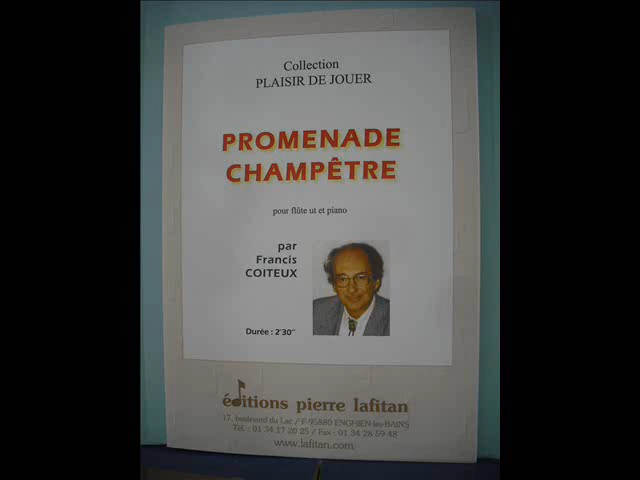 Collection
PLAISIR DE JOUER
PROMENADE
CHAMPÊTRE
pour flûte ut et piano
par
Francis
COITEUX
Durée : 2'30"
éditions pierre lafitan
17, boulevard du Lac / F-95880 ENGHIEN-les-BAINS
Tél. : 01 34 17 20 25 / Fax : 01 34 28 59 48
www.lafitan.com